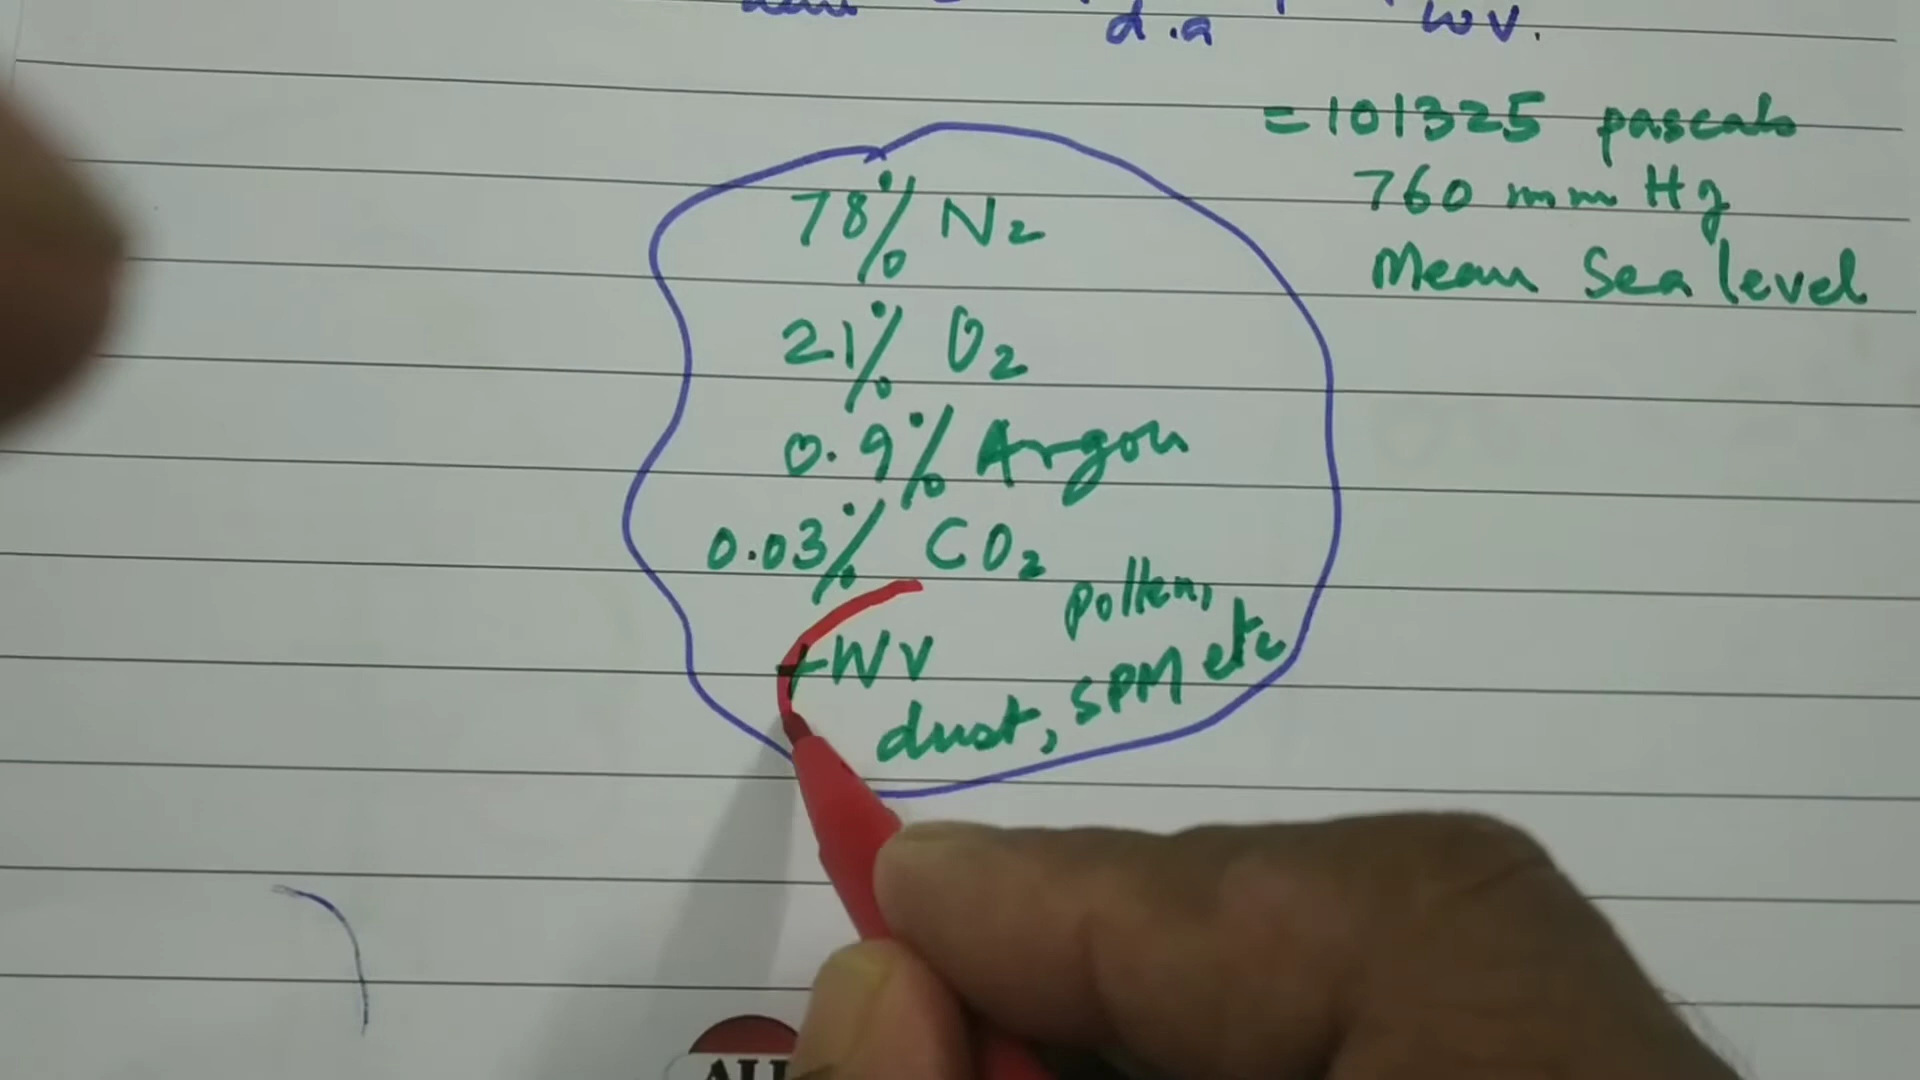 d.a wv.
= 101325 pascals
760 mm Hg
Mean Sea level
78% N2
21% O2
0.9% Argon
0.03% CO2
+ WV
pollen,
dust, SPM etc